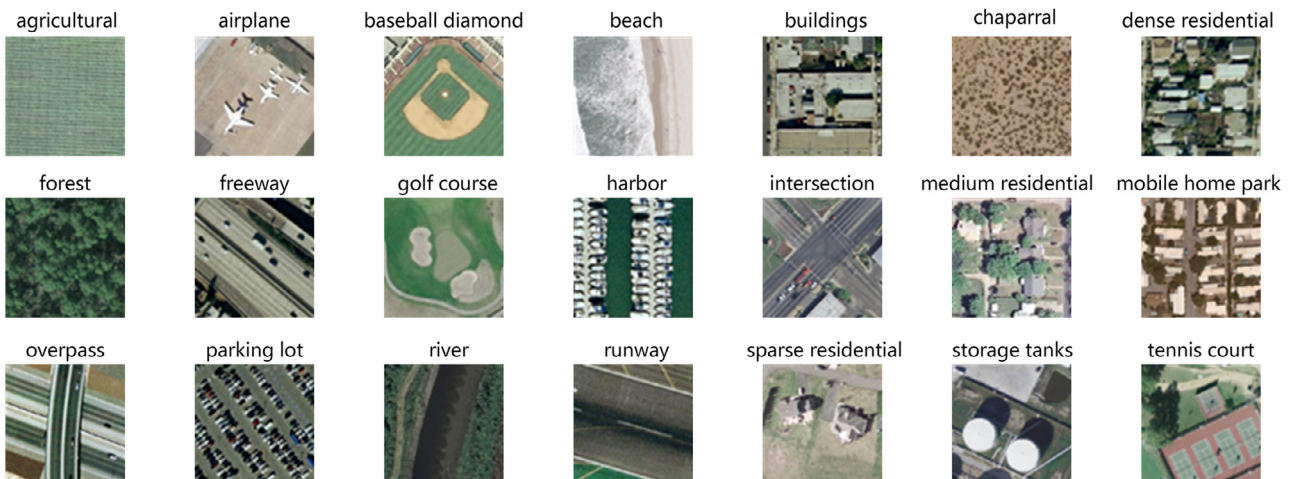 agricultural
airplane
baseball diamond
beach
buildings
chaparral
dense residential
forest
freeway
golf course
harbor
intersection
medium residential
mobile home park
overpass
parking lot
river
runway
sparse residential
storage tanks
tennis court